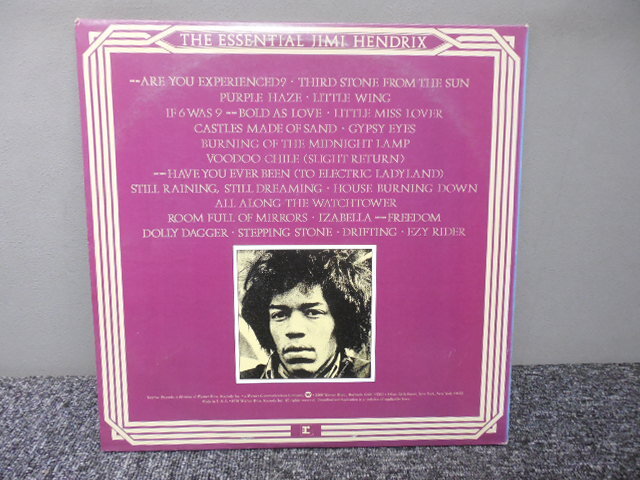 THE ESSENTIAL JIMI HENDRIX
—ARE YOU EXPERIENCED? · THIRD STONE FROM THE SUN
PURPLE HAZE · LITTLE WING
IF 6 WAS 9 —BOLD AS LOVE · LITTLE MISS LOVER
CASTLES MADE OF SAND · GYPSY EYES
BURNING OF THE MIDNIGHT LAMP
VOODOO CHILE (SLIGHT RETURN)
—HAVE YOU EVER BEEN (TO ELECTRIC LADYLAND)
STILL RAINING, STILL DREAMING · HOUSE BURNING DOWN
ALL ALONG THE WATCHTOWER
ROOM FULL OF MIRRORS · IZABELLA —FREEDOM
DOLLY DAGGER · STEPPING STONE · DRIFTING · EZY RIDER